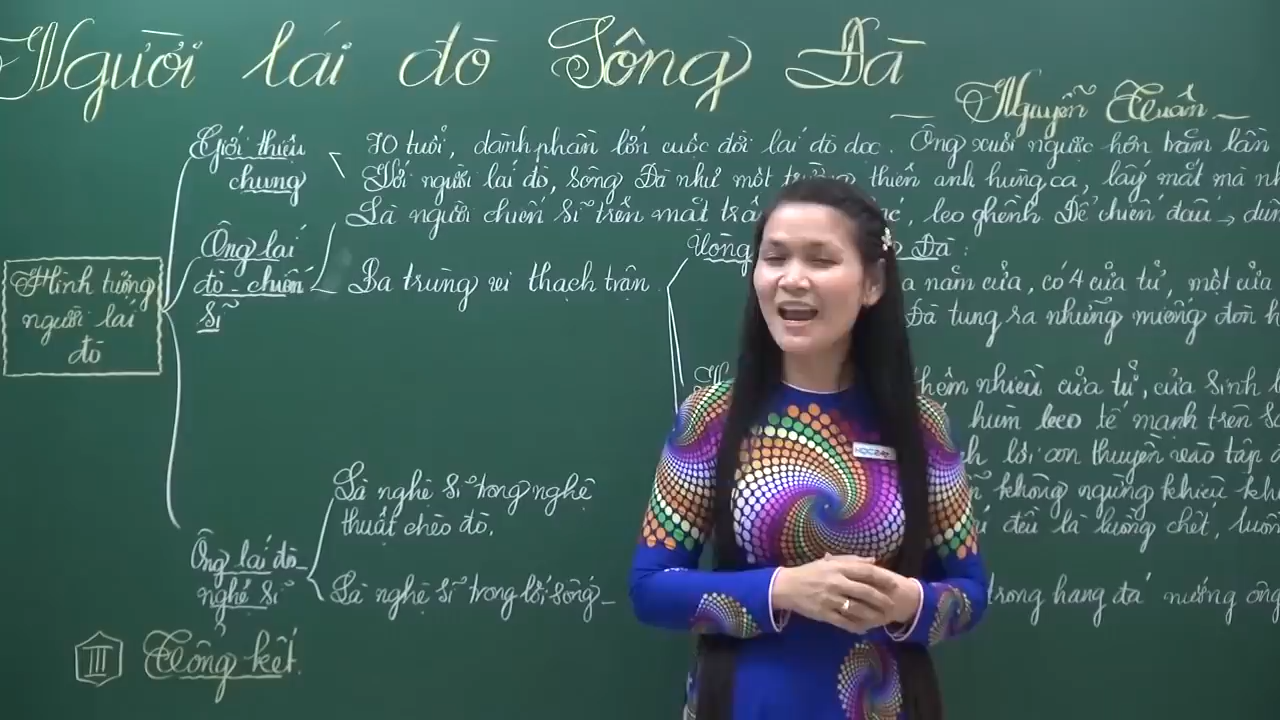 Người lái đò Sông Đà
Nguyễn Tuân
Giới thiệu chung
70 tuổi, dành phần lớn cuộc đời lái đò dọc. Ông xuôi ngược hơn trăm lần
Với người lái đò, sông Đà như một trường thiên anh hùng ca, lấy mắt mà
Hình tượng người lái đò
Ông lái đò - chiến sĩ
Là người chiến sĩ trên mặt trận, leo ghềnh. Để chiến đấu → 
Ba trùng vi thạch trận
Vòng Đà:
năm cửa, có 4 cửa tử, một cửa
Đà tung ra những miếng đòn
thêm nhiều cửa tử, cửa sinh
hùm beo tế mạnh trên
lái con thuyền vào tập
không ngừng khiêu
đều là luồng chết, luồn
Ông lái đò - nghệ sĩ
Là nghệ sĩ trong nghệ
thuật chèo đò.
Là nghệ sĩ trong lối sống
trong hang đá nướng ống
III Tổng kết.